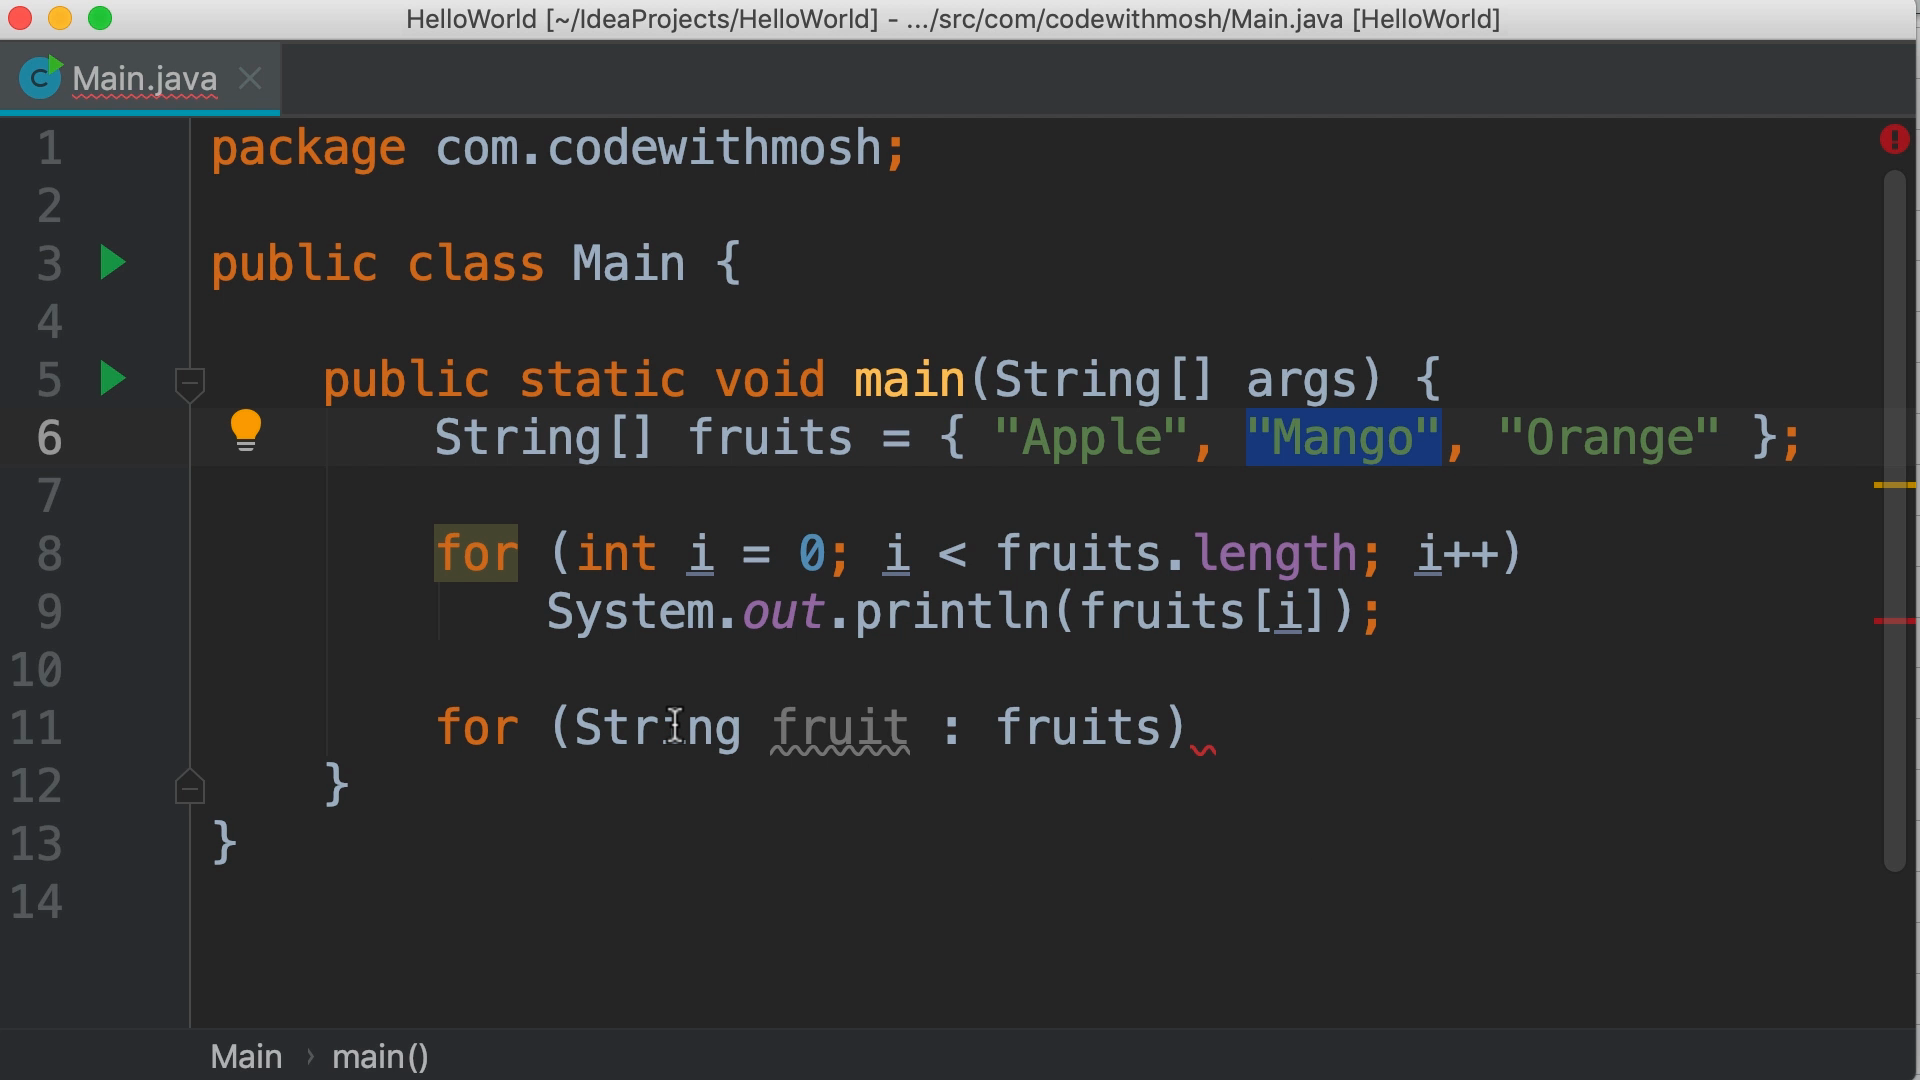 HelloWorld [~/IdeaProjects/HelloWorld] - .../src/com/codewithmosh/Main.java [HelloWorld]
C Main.java
1 package com.codewithmosh;
2
3 public class Main {
4
5 public static void main(String[] args) {
6 String[] fruits = { "Apple", "Mango", "Orange" };
7
8 for (int i = 0; i < fruits.length; i++)
9 System.out.println(fruits[i]);
10
11 for (String fruit : fruits)
12 }
13 }
14
Main › main()